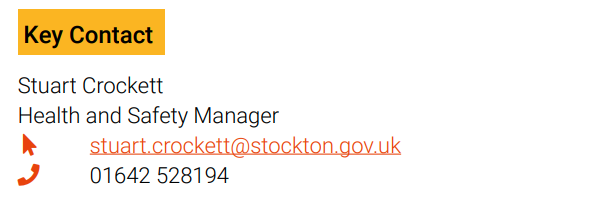 Key Contact
Stuart Crockett
Health and Safety Manager
stuart.crockett@stockton.gov.uk
01642 528194